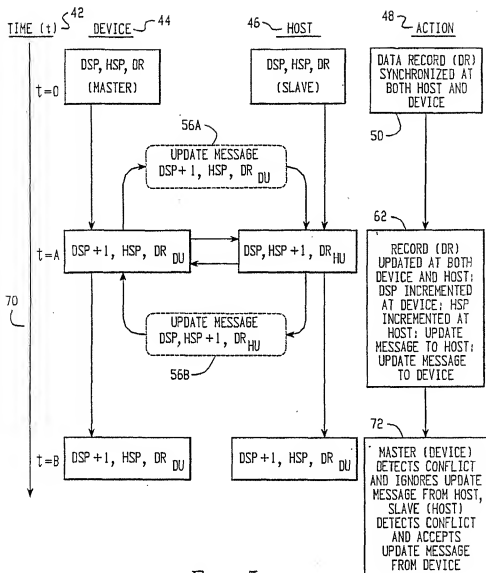 TIME (t)
42
DEVICE
44
46
HOST
48
ACTION
DSP, HSP, DR
(MASTER)
DSP, HSP, DR
(SLAVE)
DATA RECORD (DR)
SYNCHRONIZED AT
BOTH HOST AND
DEVICE
t=0
50
56A
UPDATE MESSAGE
DSP+1, HSP, DR DU
62
t=A
DSP+1, HSP, DR DU
DSP, HSP+1, DR HU
RECORD (DR)
UPDATED AT BOTH
DEVICE AND HOST;
DSP INCREMENTED
AT DEVICE; HSP
INCREMENTED AT
HOST; UPDATE
MESSAGE TO HOST;
UPDATE MESSAGE
TO DEVICE
70
UPDATE MESSAGE
DSP, HSP+1, DR HU
56B
72
t=B
DSP+1, HSP, DR DU
DSP+1, HSP, DR DU
MASTER (DEVICE)
DETECTS CONFLICT
AND IGNORES UPDATE
MESSAGE FROM HOST,
SLAVE (HOST)
DETECTS CONFLICT
AND ACCEPTS
UPDATE MESSAGE
FROM DEVICE